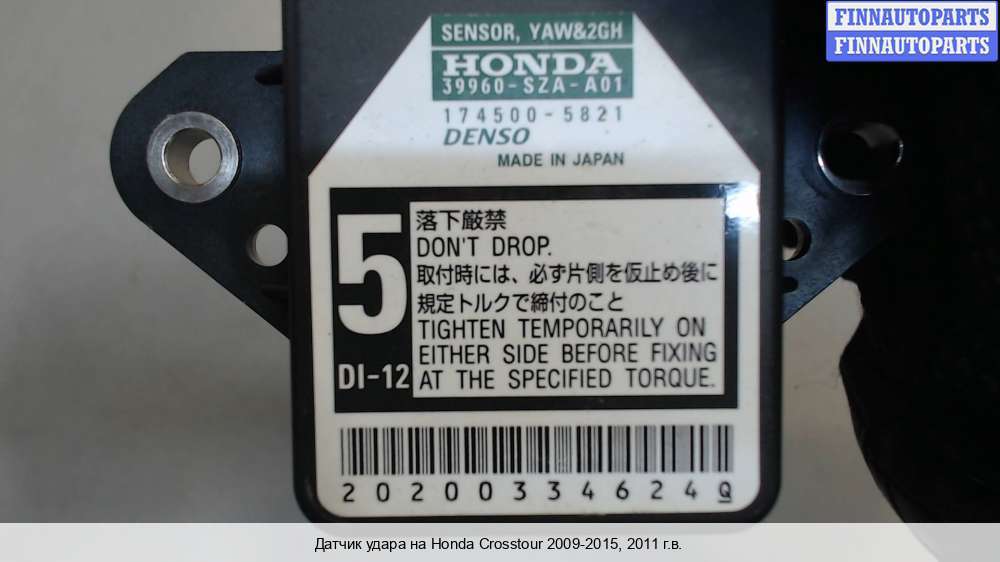 FINNAUTOPARTS
FINNAUTOPARTS
SENSOR, YAW&2GH
HONDA
39960-SZA-A01
174500-5821
DENSO
MADE IN JAPAN
5
DI-12
落下厳禁
DON'T DROP.
取付時には、必ず片側を仮止め後に
規定トルクで締付のこと
TIGHTEN TEMPORARILY ON
EITHER SIDE BEFORE FIXING
AT THE SPECIFIED TORQUE.
20200334624Q
Датчик удара на Honda Crosstour 2009-2015, 2011 г.в.